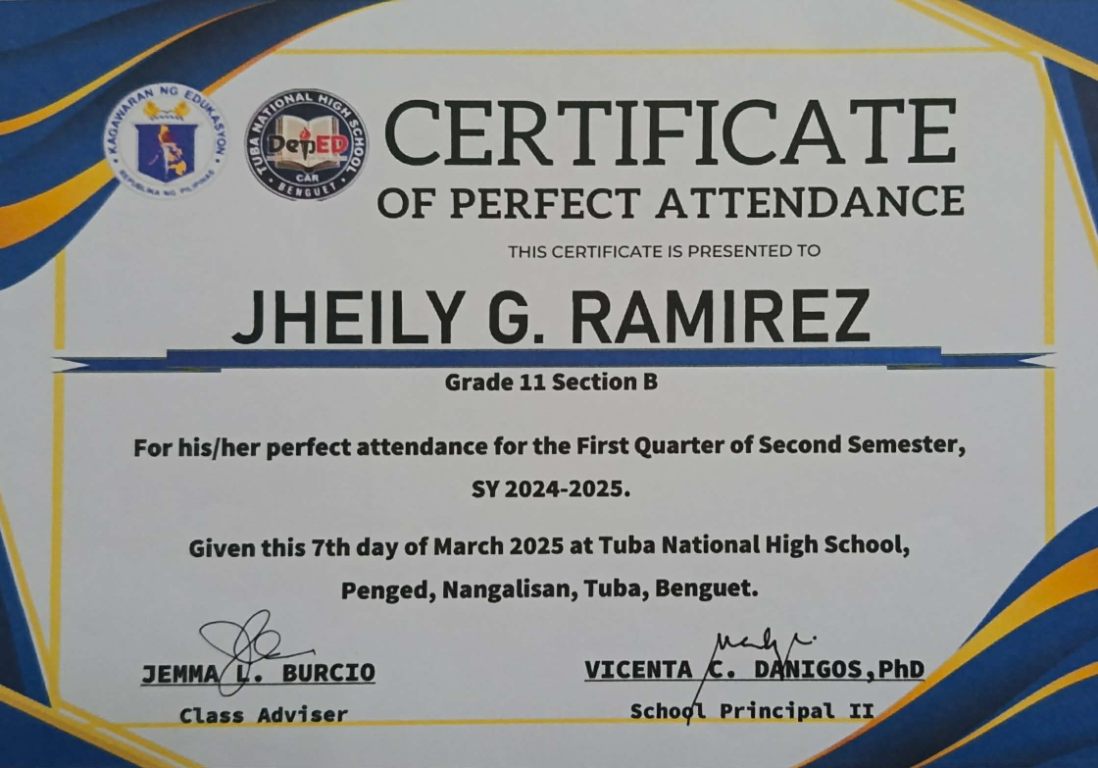 KAGAWARAN NG EDUKASYON
REPUBLIKA NG PILIPINAS
TUBA NATIONAL HIGH SCHOOL
DepED
CAR
BENGUET
CERTIFICATE
OF PERFECT ATTENDANCE
THIS CERTIFICATE IS PRESENTED TO
JHEILY G. RAMIREZ
Grade 11 Section B
For his/her perfect attendance for the First Quarter of Second Semester,
SY 2024-2025.
Given this 7th day of March 2025 at Tuba National High School,
Penged, Nangalisan, Tuba, Benguet.
JEMMA L. BURCIO
VICENTA C. DANIGOS,PhD
Class Adviser
School Principal II